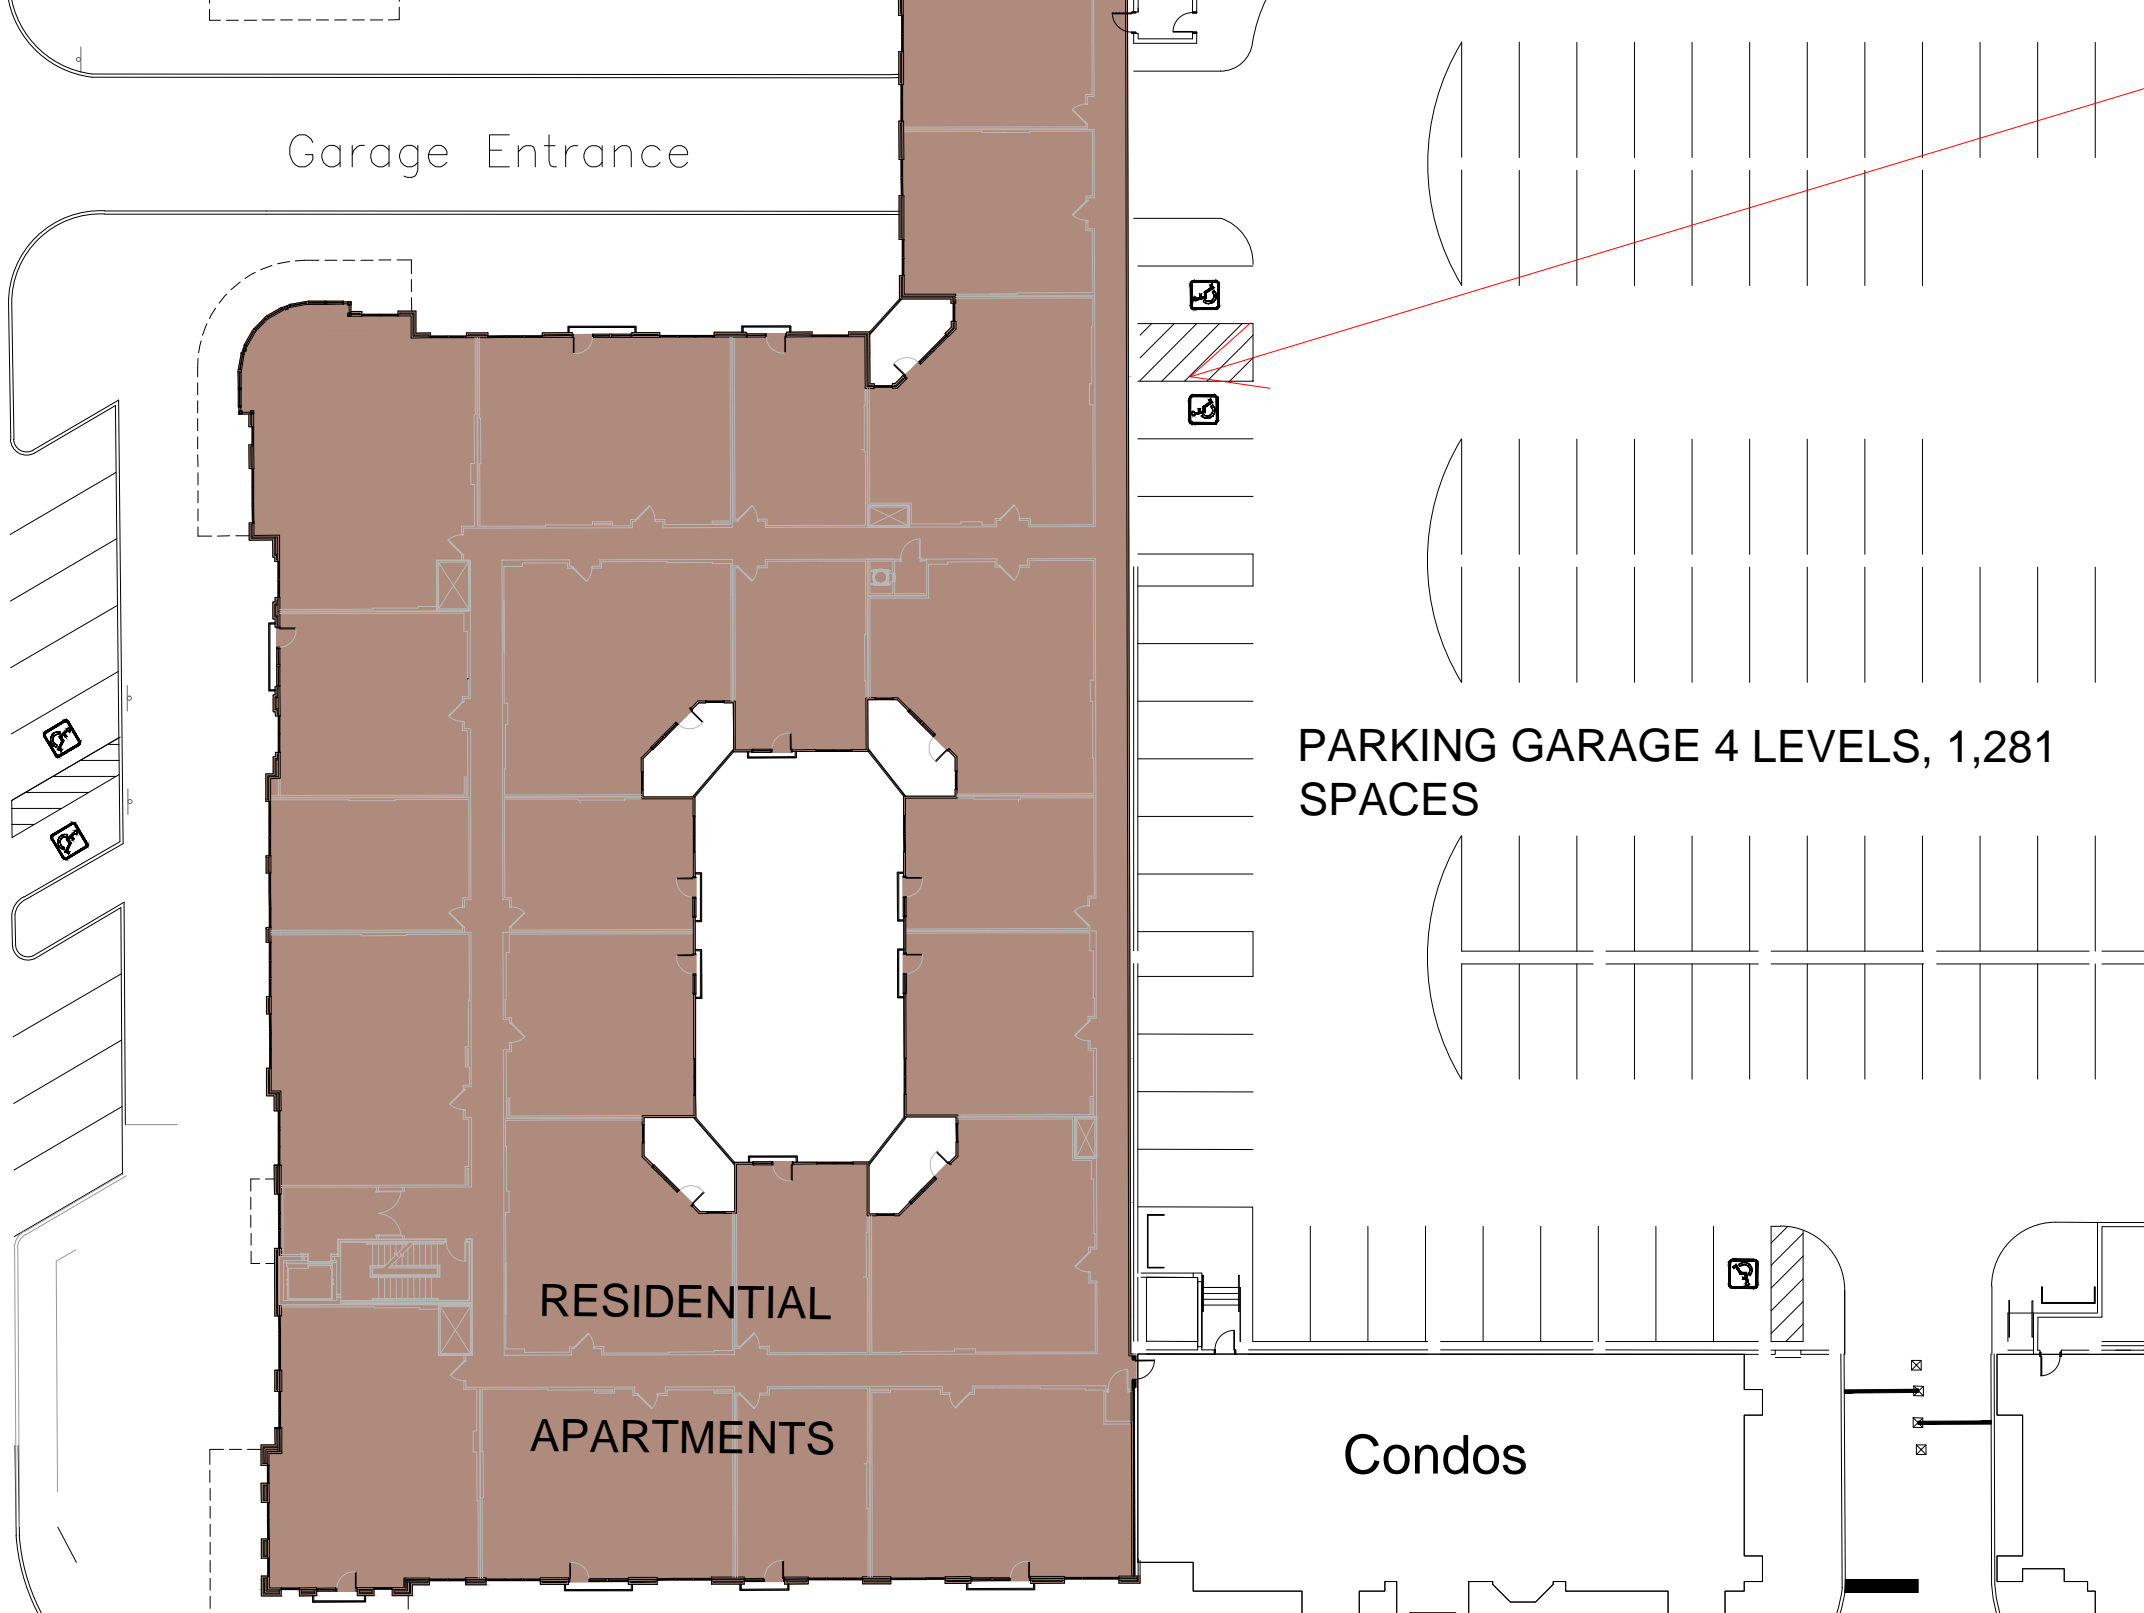 Garage Entrance
PARKING GARAGE 4 LEVELS, 1,281
SPACES
RESIDENTIAL
APARTMENTS
Condos